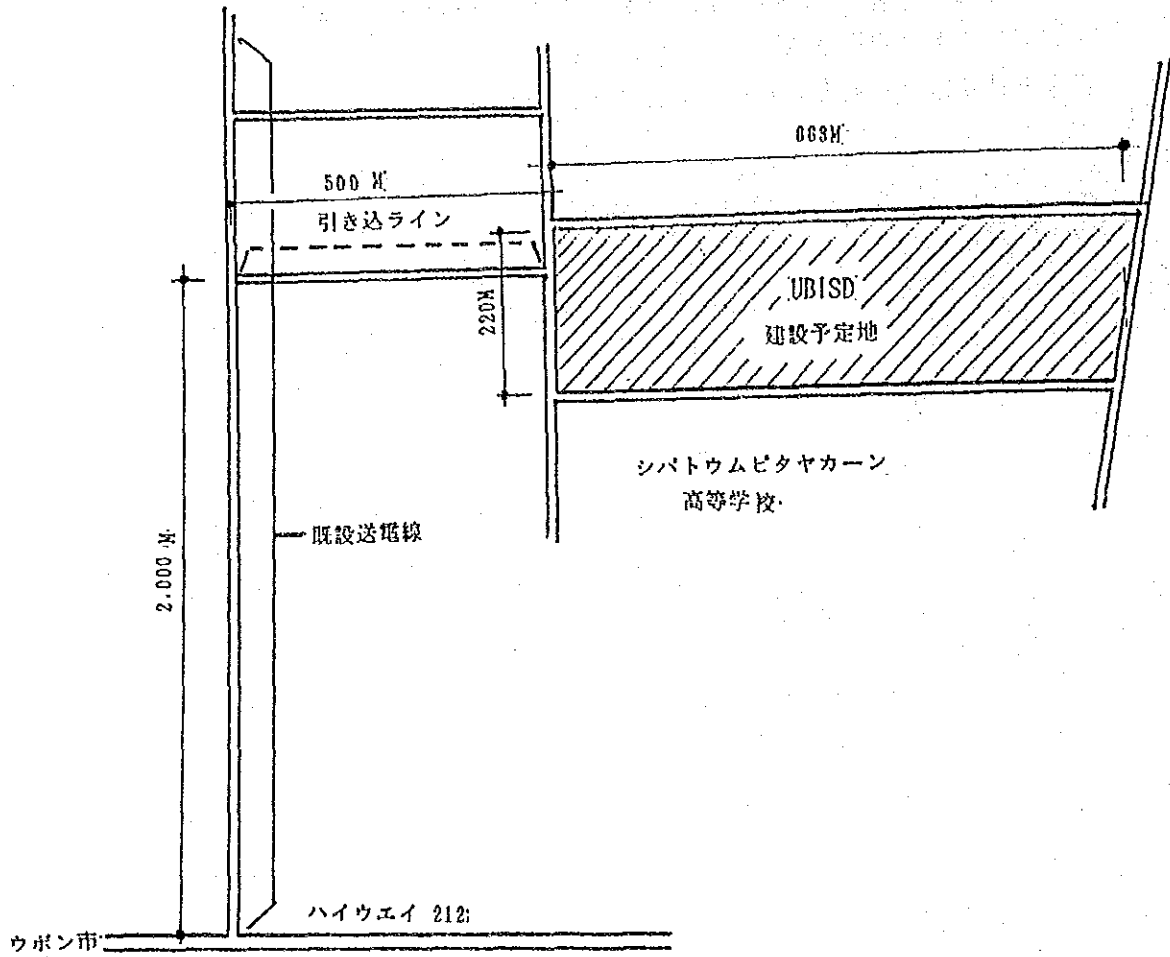 063M
500 M
引き込ライン
220M
UBISD
建設予定地
シパトウムピタヤカーン
高等学校
既設送電線
2.000 M
ハイウエイ 212
ウボン市